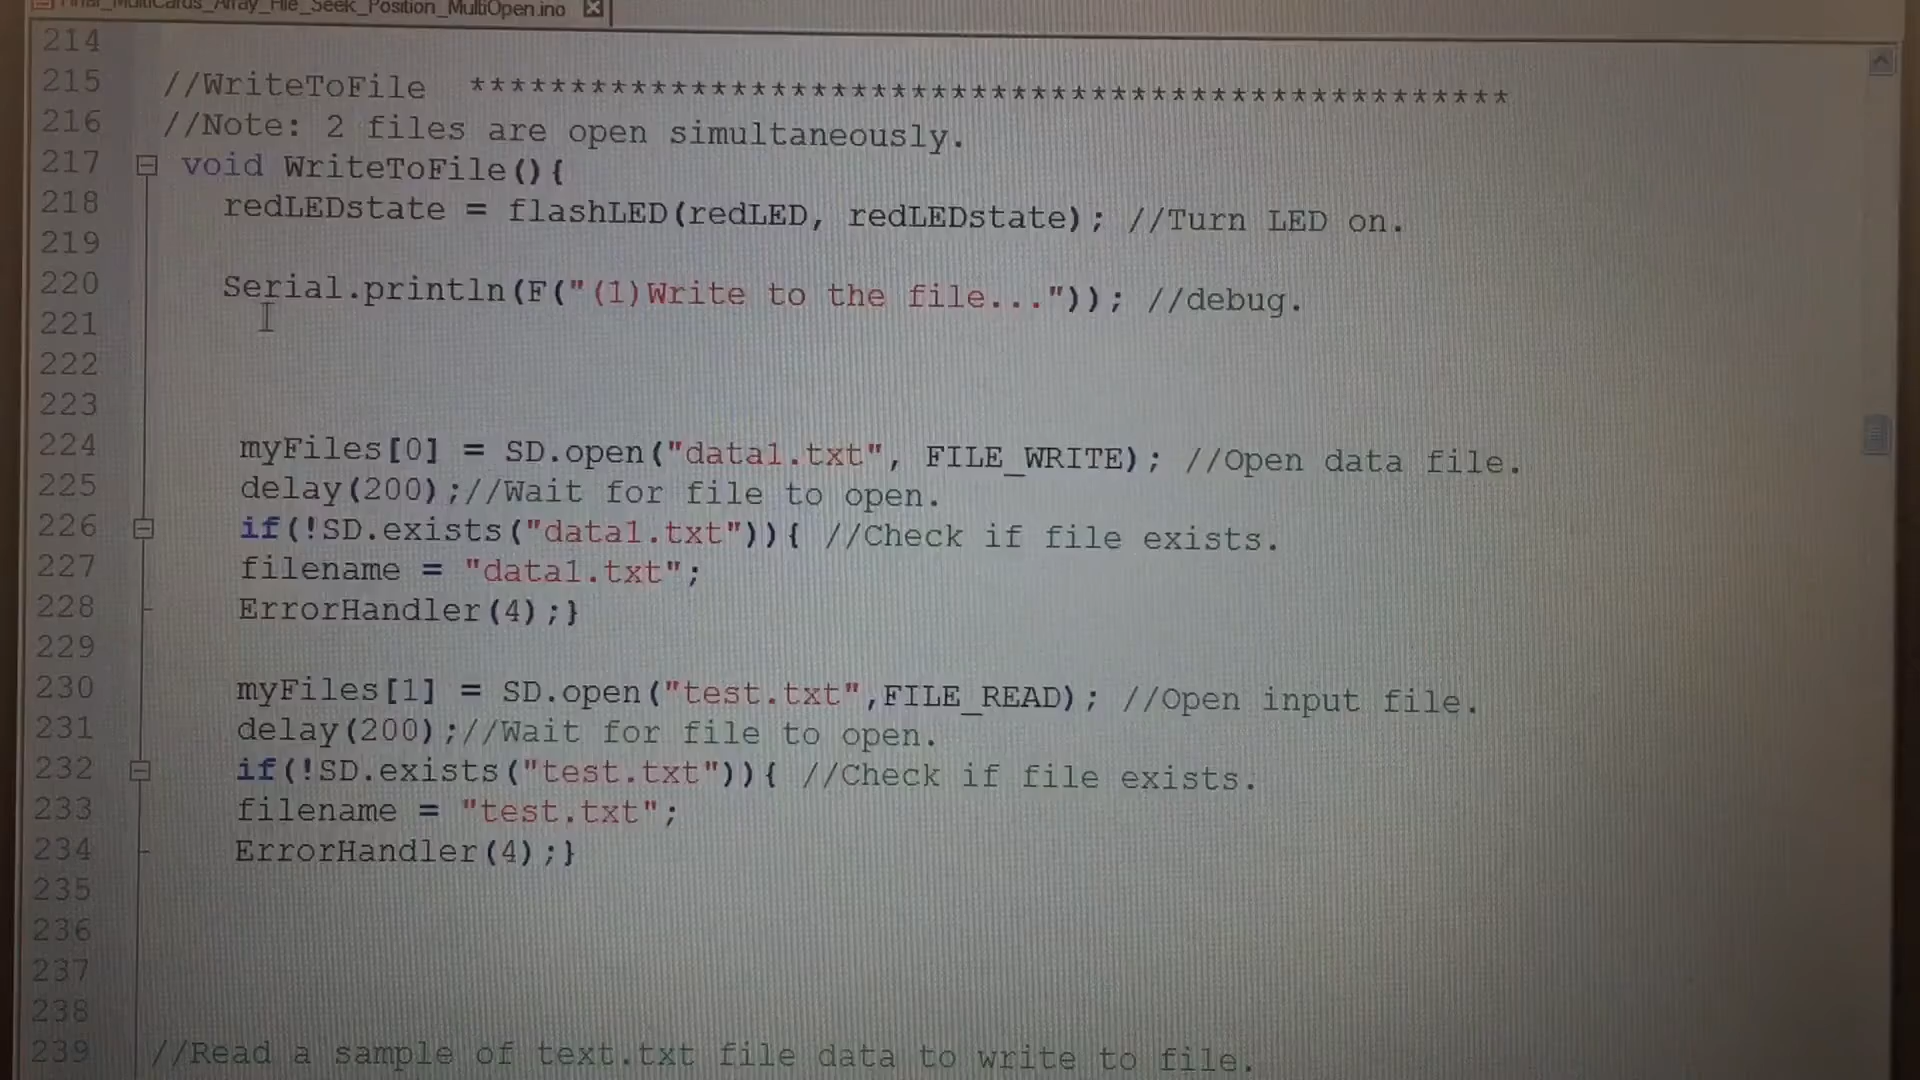 Final_MultiCards_Array_File_Seek_Position_MultiOpen.ino
214
215 //WriteToFile ****************************************************
216 //Note: 2 files are open simultaneously.
217 void WriteToFile(){
218 redLEDstate = flashLED(redLED, redLEDstate); //Turn LED on.
219
220 Serial.println(F("(1)Write to the file...")); //debug.
221
222
223
224 myFiles[0] = SD.open("data1.txt", FILE_WRITE); //Open data file.
225 delay(200);//Wait for file to open.
226 if(!SD.exists("data1.txt")){ //Check if file exists.
227 filename = "data1.txt";
228 ErrorHandler(4);}
229
230 myFiles[1] = SD.open("test.txt",FILE_READ); //Open input file.
231 delay(200);//Wait for file to open.
232 if(!SD.exists("test.txt")){ //Check if file exists.
233 filename = "test.txt";
234 ErrorHandler(4);}
235
236
237
238
239 //Read a sample of text.txt file data to write to file.